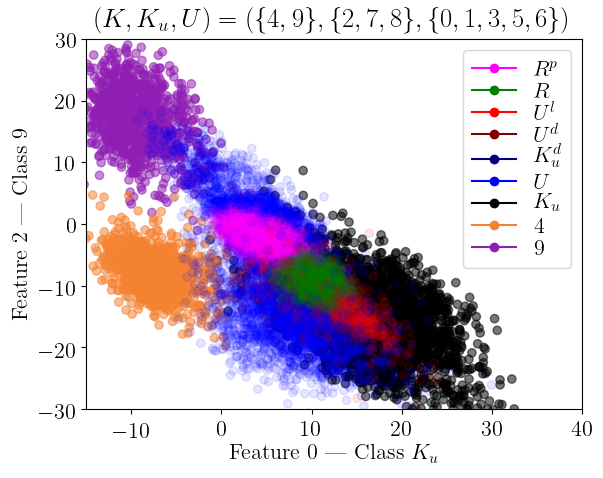 (K, K_u, U) = ({4, 9}, {2, 7, 8}, {0, 1, 3, 5, 6})
30
20
10
0
−10
−20
−30
Feature 2 — Class 9
R^p
R
U^l
U^d
K_u^d
U
K_u
4
9
−10
0
10
20
30
40
Feature 0 — Class K_u